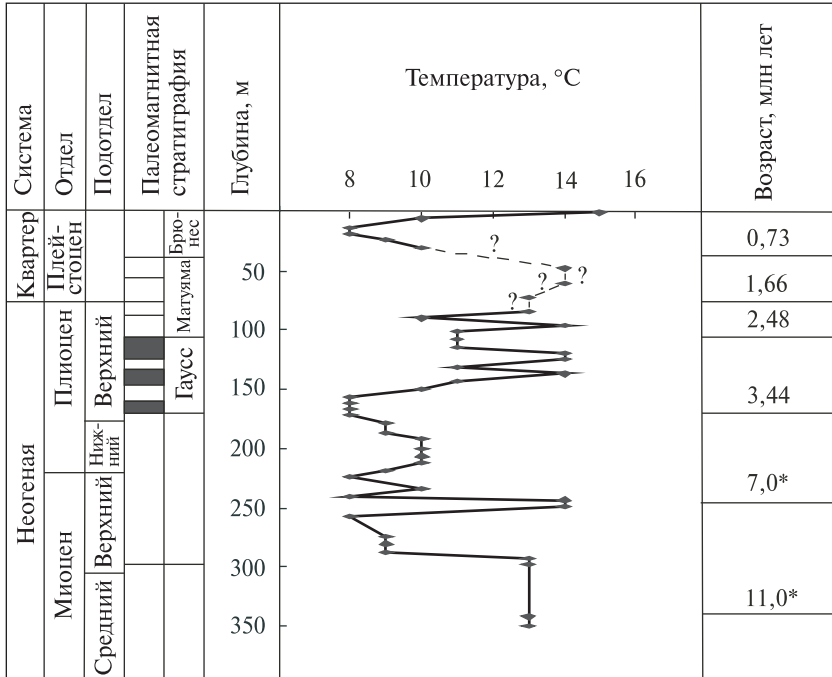 Система
Отдел
Подотдел
Палеомагнитная
стратиграфия
Глубина, м
Температура, °С
Возраст, млн лет
8
10
12
14
16
Квартер
Неогеная
Плей-
стоцен
Плиоцен
Миоцен
Верхний
Ниж-
ний
Верхний
Средний
Брю-
нес
Матуяма
Гаусс
50
100
150
200
250
300
350
?
?
?
?
0,73
1,66
2,48
3,44
7,0*
11,0*